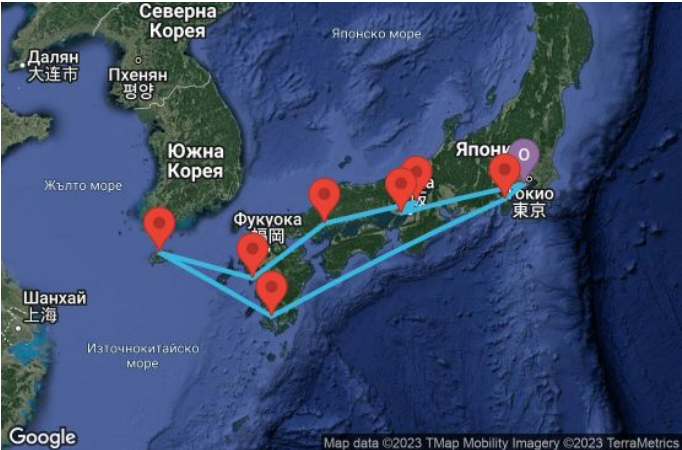 Северна
Корея
Японско море
Далян
大连市
Пхенян
평양
Южна
Корея
Япони
O
Жълто море
Токио
東京
Фукуока
福岡
Шанхай
上海
Източнокитайско
море
Google
Map data ©2023 TMap Mobility Imagery ©2023 TerraMetrics